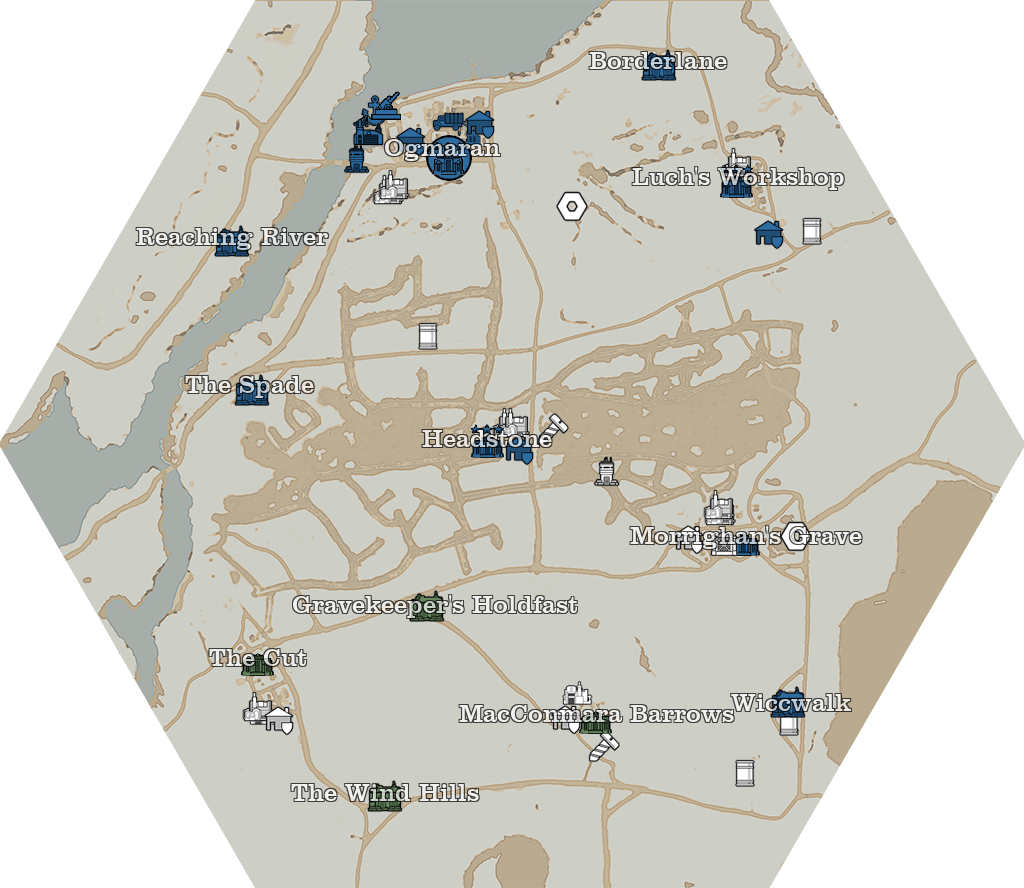 Borderlane
Ogmaran
Luch's Workshop
Reaching River
The Spade
Headstone
Morrighan's Grave
Gravekeeper's Holdfast
The Cut
Wiccwalk
MacConmara Barrows
The Wind Hills